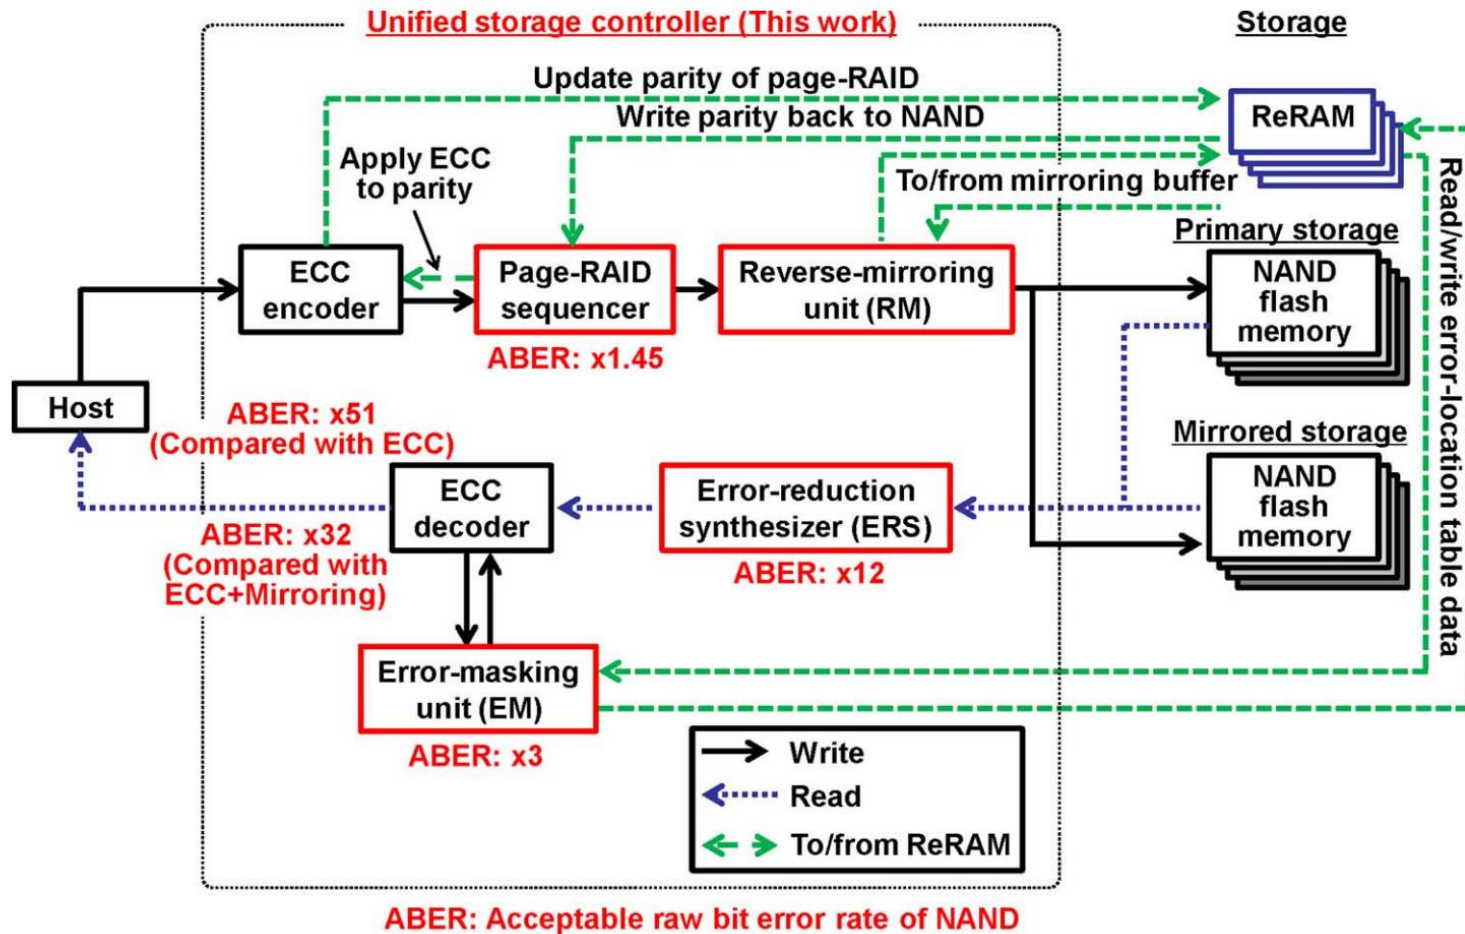 Unified storage controller (This work)
Storage
Update parity of page-RAID
Write parity back to NAND
ReRAM
Apply ECC
to parity
To/from mirroring buffer
Read/write error-location table data
Primary storage
ECC
encoder
Page-RAID
sequencer
Reverse-mirroring
unit (RM)
NAND
flash
memory
ABER: x1.45
Host
ABER: x51
(Compared with ECC)
Mirrored storage
ECC
decoder
Error-reduction
synthesizer (ERS)
NAND
flash
memory
ABER: x32
(Compared with
ECC+Mirroring)
ABER: x12
Error-masking
unit (EM)
ABER: x3
Write
Read
To/from ReRAM
ABER: Acceptable raw bit error rate of NAND